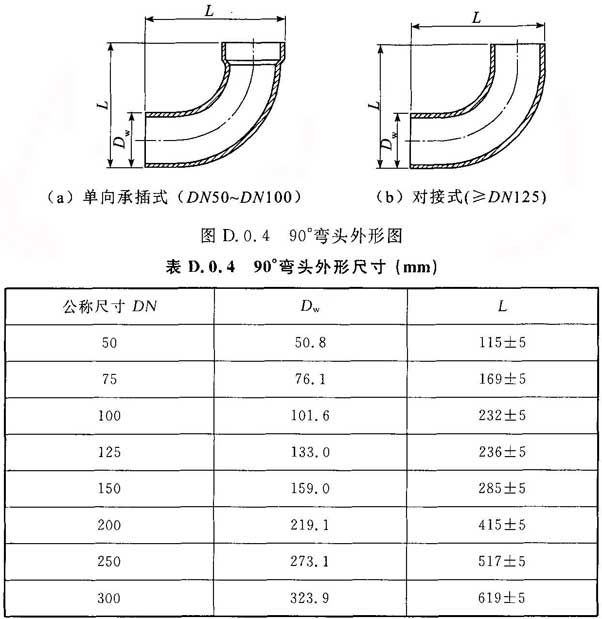 L
L
L
L
Dw
Dw
（a）单向承插式（DN50~DN100）
（b）对接式(≥DN125)
图 D.0.4　90°弯头外形图
表 D.0.4　90°弯头外形尺寸（mm）
公称尺寸 DN　Dw　L
50　50.8　115±5
75　76.1　169±5
100　101.6　232±5
125　133.0　236±5
150　159.0　285±5
200　219.1　415±5
250　273.1　517±5
300　323.9　619±5